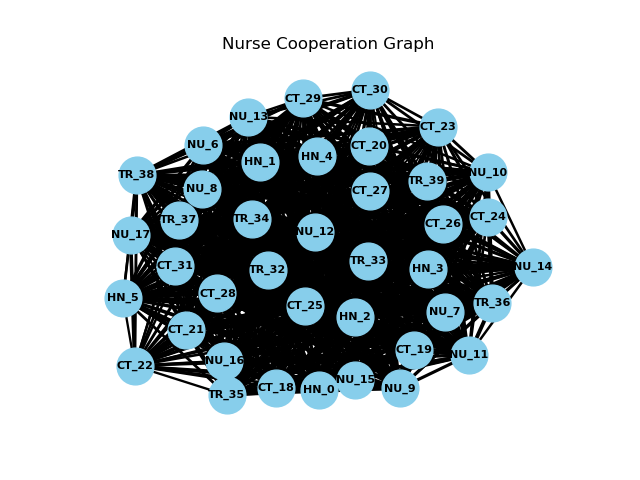 Nurse Cooperation Graph
CT_30
CT_29
NU_13
CT_23
NU_6
CT_20
HN_4
HN_1
NU_10
TR_38
TR_39
NU_8
CT_27
CT_24
TR_37
TR_34
CT_26
NU_12
NU_17
TR_33
CT_31
NU_14
HN_3
TR_32
CT_28
HN_5
TR_36
CT_25
NU_7
HN_2
CT_21
CT_19
NU_11
NU_16
CT_22
NU_15
CT_18
NU_9
HN_0
TR_35